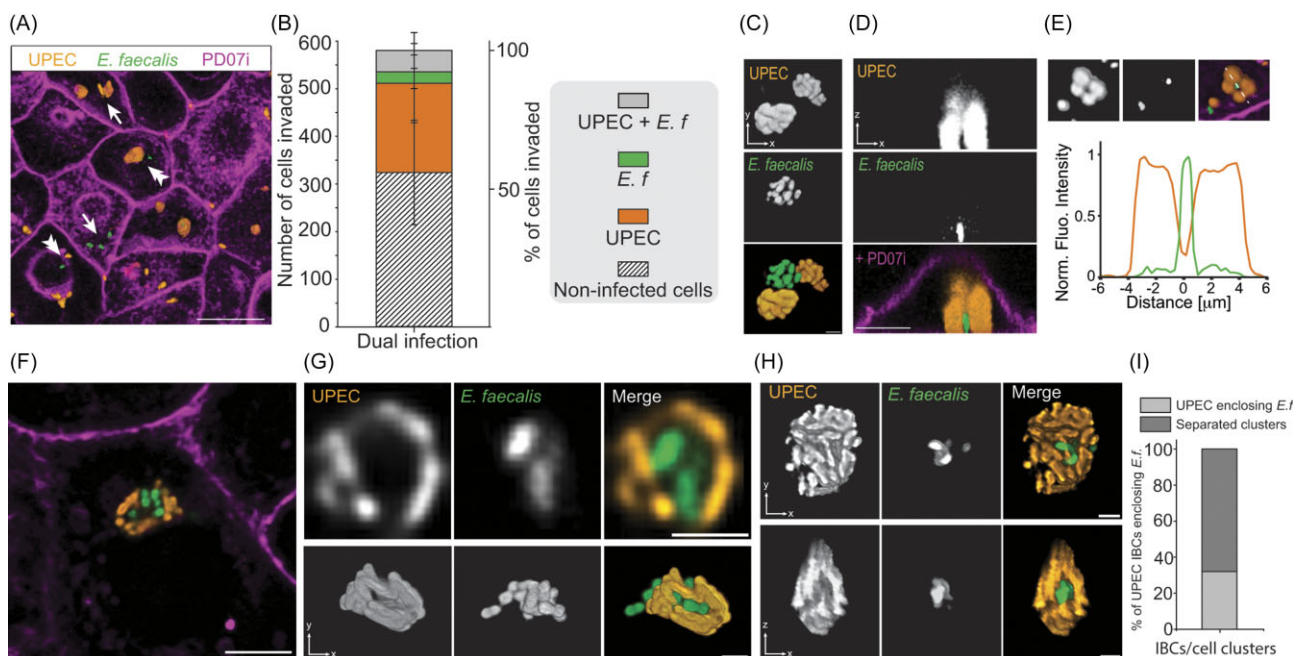 (A)
UPEC E. faecalis PD07i
(B)
Number of cells invaded
600
500
400
300
200
100
0
100
50
% of cells invaded
Dual infection
UPEC + E. f
E. f
UPEC
Non-infected cells
(C)
UPEC
y
x
E. faecalis
(D)
UPEC
z
x
E. faecalis
+ PD07i
(E)
Norm. Fluo. Intensity
1
0.5
0
-6 -4 -2 0 2 4 6
Distance [µm]
(F)
(G)
UPEC E. faecalis Merge
y
x
(H)
UPEC E. faecalis Merge
y
x
z
x
(I)
UPEC enclosing E.f
Separated clusters
% of UPEC IBCs enclosing E.f.
100
80
60
40
20
0
IBCs/cell clusters